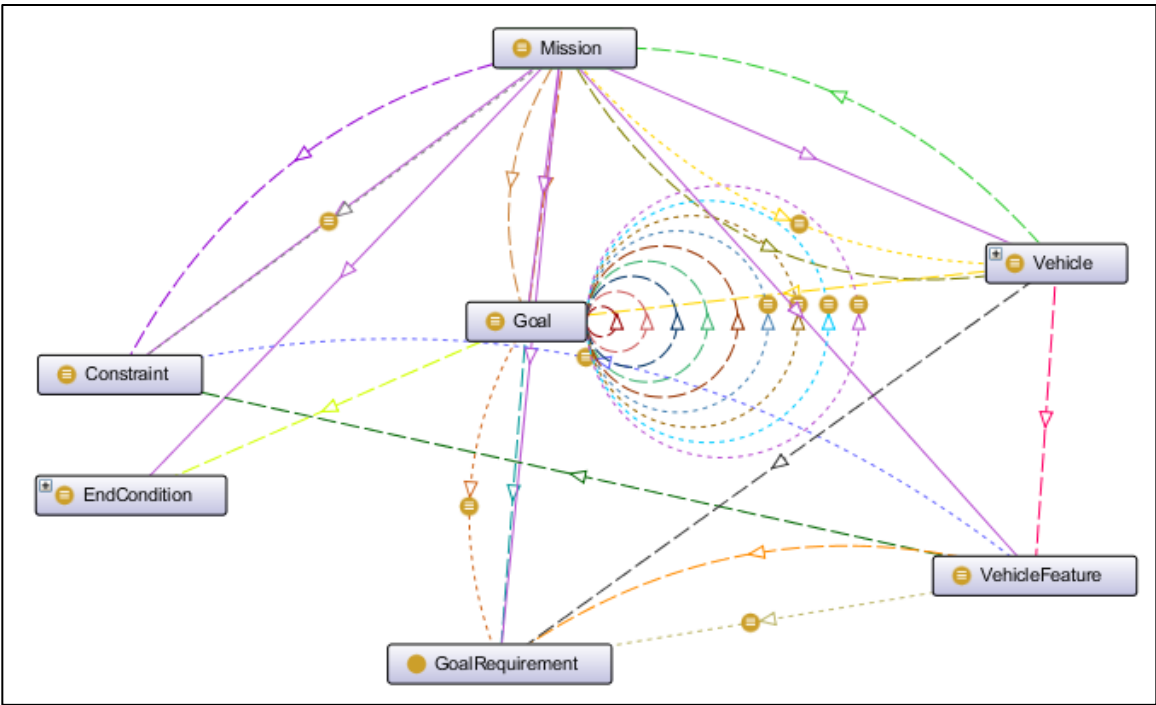 Mission
Vehicle
Goal
Constraint
EndCondition
VehicleFeature
GoalRequirement